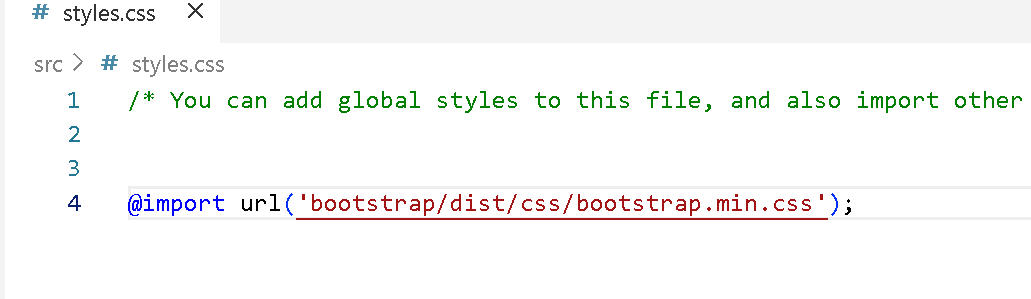 # styles.css ×
src > # styles.css
1 /* You can add global styles to this file, and also import other
2
3
4 @import url('bootstrap/dist/css/bootstrap.min.css');